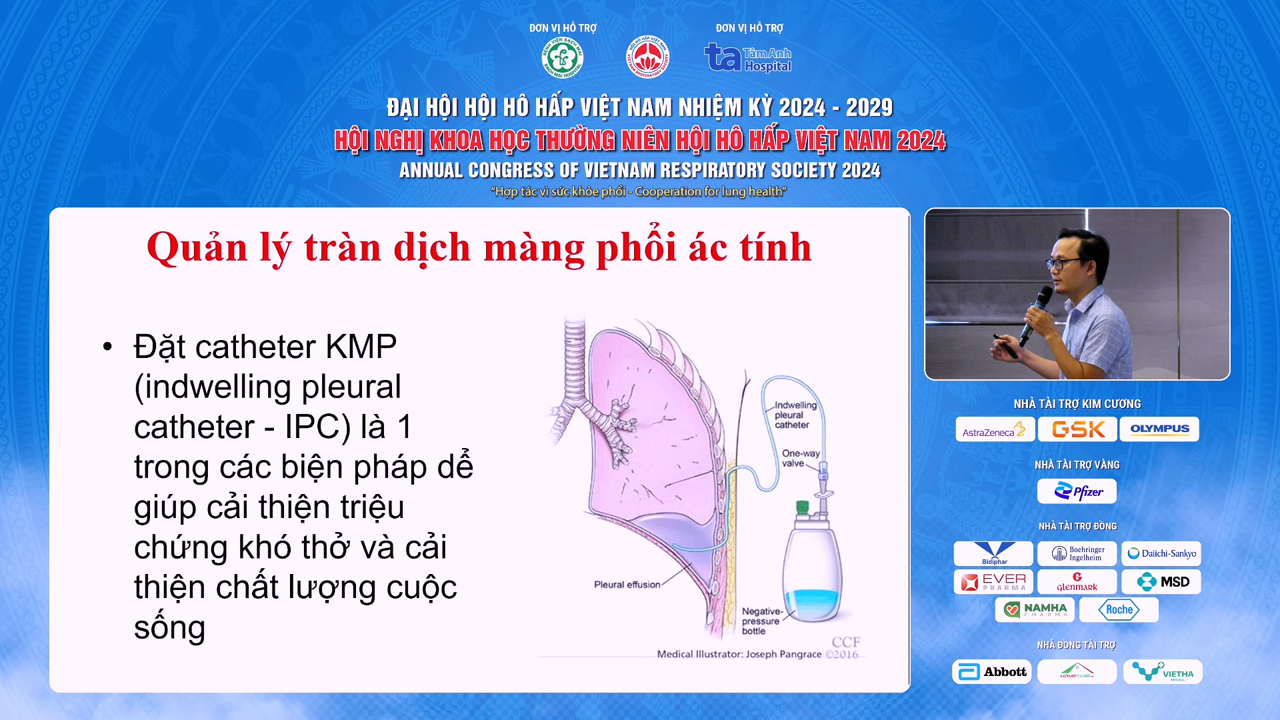 ĐƠN VỊ HỖ TRỢ
ĐƠN VỊ HỖ TRỢ
ta TâmAnh
Hospital
ĐẠI HỘI HỘI HÔ HẤP VIỆT NAM NHIỆM KỲ 2024 - 2029
HỘI NGHỊ KHOA HỌC THƯỜNG NIÊN HỘI HÔ HẤP VIỆT NAM 2024
ANNUAL CONGRESS OF VIETNAM RESPIRATORY SOCIETY 2024
“Hợp tác vì sức khỏe phổi - Cooperation for lung health”
Quản lý tràn dịch màng phổi ác tính
• Đặt catheter KMP
(indwelling pleural
catheter - IPC) là 1
trong các biện pháp dể
giúp cải thiện triệu
chứng khó thở và cải
thiện chất lượng cuộc
sống
Indwelling
pleural
catheter
One-way
valve
Pleural effusion
Negative-
pressure
bottle
CCF
Medical Illustrator: Joseph Pangrace ©2016
NHÀ TÀI TRỢ KIM CƯƠNG
AstraZeneca GSK OLYMPUS
NHÀ TÀI TRỢ VÀNG
Pfizer
NHÀ TÀI TRỢ ĐỒNG
Bidiphar Boehringer
Ingelheim Daiichi-Sankyo
EVER
PHARMA GLENMARK MSD
NAMHA
PHARMA Roche
NHÀ ĐỒNG TÀI TRỢ
Abbott VIETHA